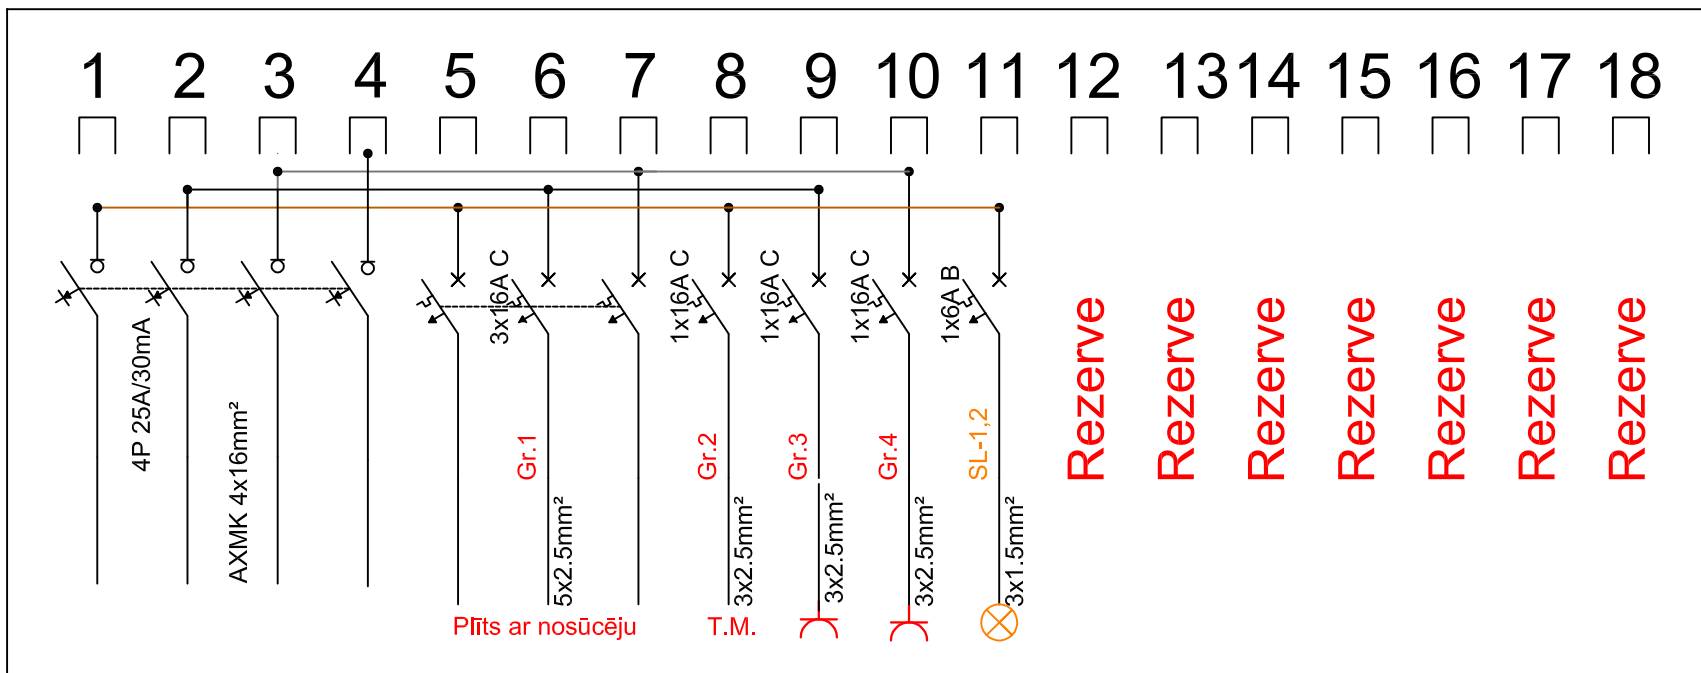 1 2 3 4 5 6 7 8 9 10 11 12 13 14 15 16 17 18
4P 25A/30mA
AXMK 4x16mm²
3x16A C
1x16A C
1x16A C
1x16A C
1x6A B
Gr.1
Gr.2
Gr.3
Gr.4
SL-1,2
5x2.5mm²
3x2.5mm²
3x2.5mm²
3x2.5mm²
3x1.5mm²
Plīts ar nosūcēju
T.M.
Rezerve
Rezerve
Rezerve
Rezerve
Rezerve
Rezerve
Rezerve